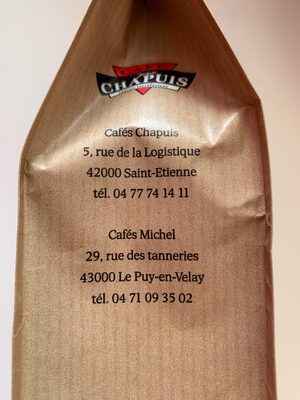 CAFÉ
CHAPUIS
Cafés Chapuis
5, rue de la Logistique
42000 Saint-Etienne
tél. 04 77 74 14 11
Cafés Michel
29, rue des tanneries
43000 Le Puy-en-Velay
tél. 04 71 09 35 02